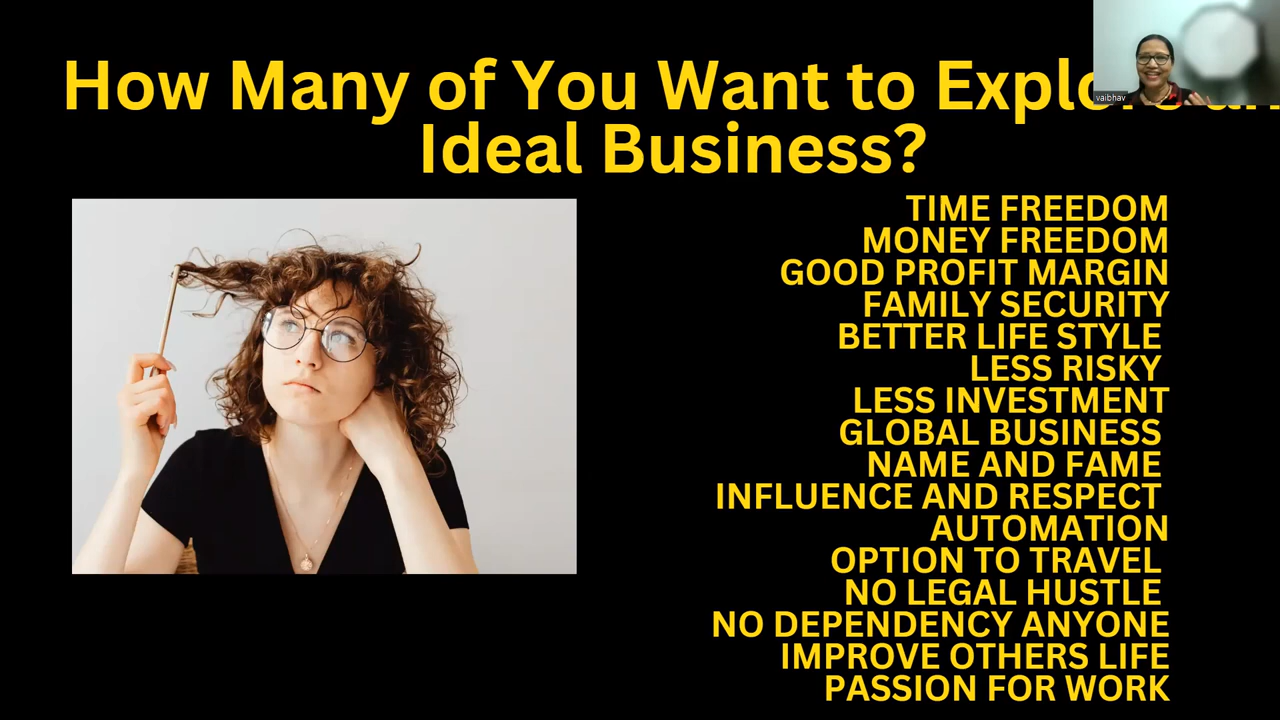 How Many of You Want to Explo
Ideal Business?
vaibhav
TIME FREEDOM
MONEY FREEDOM
GOOD PROFIT MARGIN
FAMILY SECURITY
BETTER LIFE STYLE
LESS RISKY
LESS INVESTMENT
GLOBAL BUSINESS
NAME AND FAME
INFLUENCE AND RESPECT
AUTOMATION
OPTION TO TRAVEL
NO LEGAL HUSTLE
NO DEPENDENCY ANYONE
IMPROVE OTHERS LIFE
PASSION FOR WORK